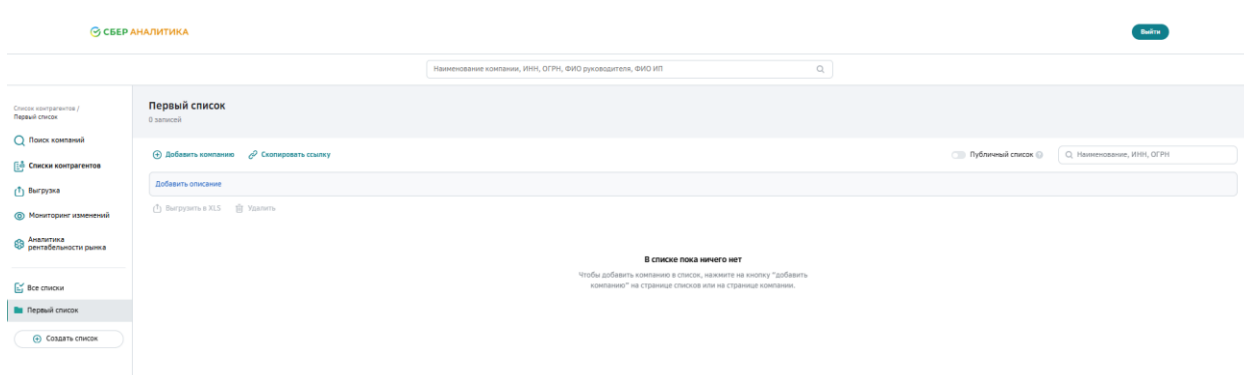 СБЕР АНАЛИТИКА
Выйти
Наименование компании, ИНН, ОГРН, ФИО руководителя, ФИО ИП
Список контрагентов /
Первый список
Поиск компаний
Списки контрагентов
Выгрузка
Мониторинг изменений
Аналитика
рентабельности рынка
Все списки
Первый список
Создать список
Первый список
0 записей
Добавить компанию
Скопировать ссылку
Публичный список
Наименование, ИНН, ОГРН
Добавить описание
Выгрузить в XLS
Удалить
В списке пока ничего нет
Чтобы добавить компанию в список, нажмите на кнопку "добавить
компанию" на странице списков или на странице компании.